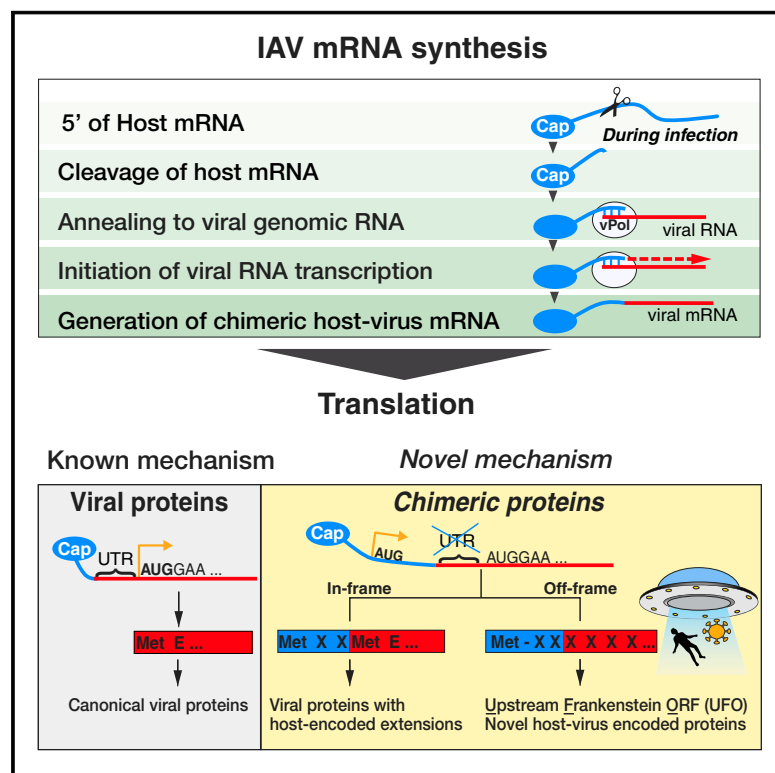 IAV mRNA synthesis
5' of Host mRNA
Cap
During infection
Cleavage of host mRNA
Cap
Annealing to viral genomic RNA
vPol
viral RNA
Initiation of viral RNA transcription
Generation of chimeric host-virus mRNA
viral mRNA
Translation
Known mechanism
Novel mechanism
Viral proteins
Cap
UTR
AUGGAA ...
Met E ...
Canonical viral proteins
Chimeric proteins
Cap
AUG
UTR
AUGGAA ...
In-frame
Off-frame
Met X X Met E ...
Met - X X X X X X ...
Viral proteins with
host-encoded extensions
Upstream Frankenstein ORF (UFO)
Novel host-virus encoded proteins